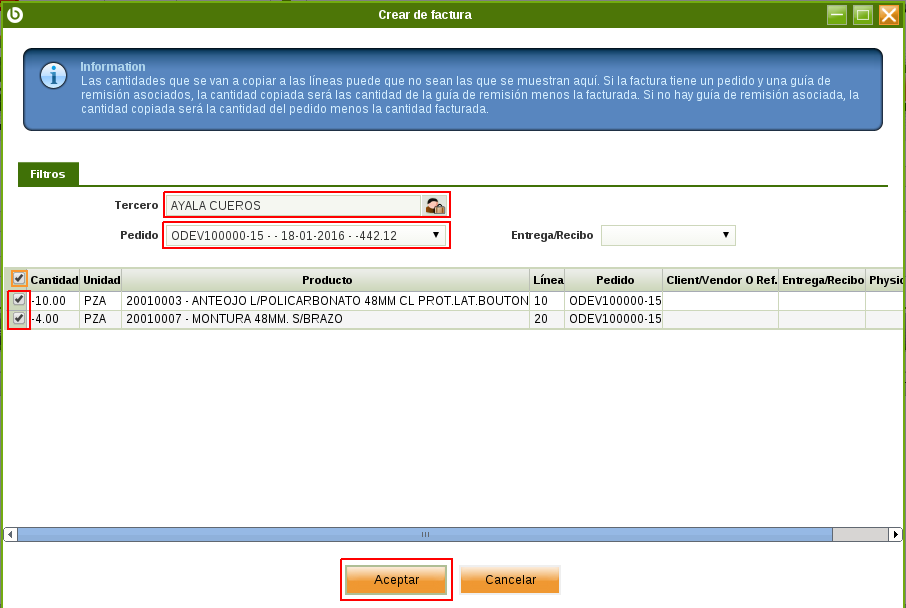 Crear de factura
Information
Las cantidades que se van a copiar a las líneas puede que no sean las que se muestran aquí. Si la factura tiene un pedido y una guía de
remisión asociados, la cantidad copiada será las cantidad de la guía de remisión menos la facturada. Si no hay guía de remisión asociada, la
cantidad copiada será la cantidad del pedido menos la cantidad facturada.
Filtros
Tercero AYALA CUEROS
Pedido ODEV100000-15 - - 18-01-2016 - -442.12 Entrega/Recibo
Cantidad Unidad Producto Línea Pedido Client/Vendor O Ref. Entrega/Recibo Physic
-10.00 PZA 20010003 - ANTEOJO L/POLICARBONATO 48MM CL PROT.LAT.BOUTON 10 ODEV100000-15
-4.00 PZA 20010007 - MONTURA 48MM. S/BRAZO 20 ODEV100000-15
Aceptar Cancelar